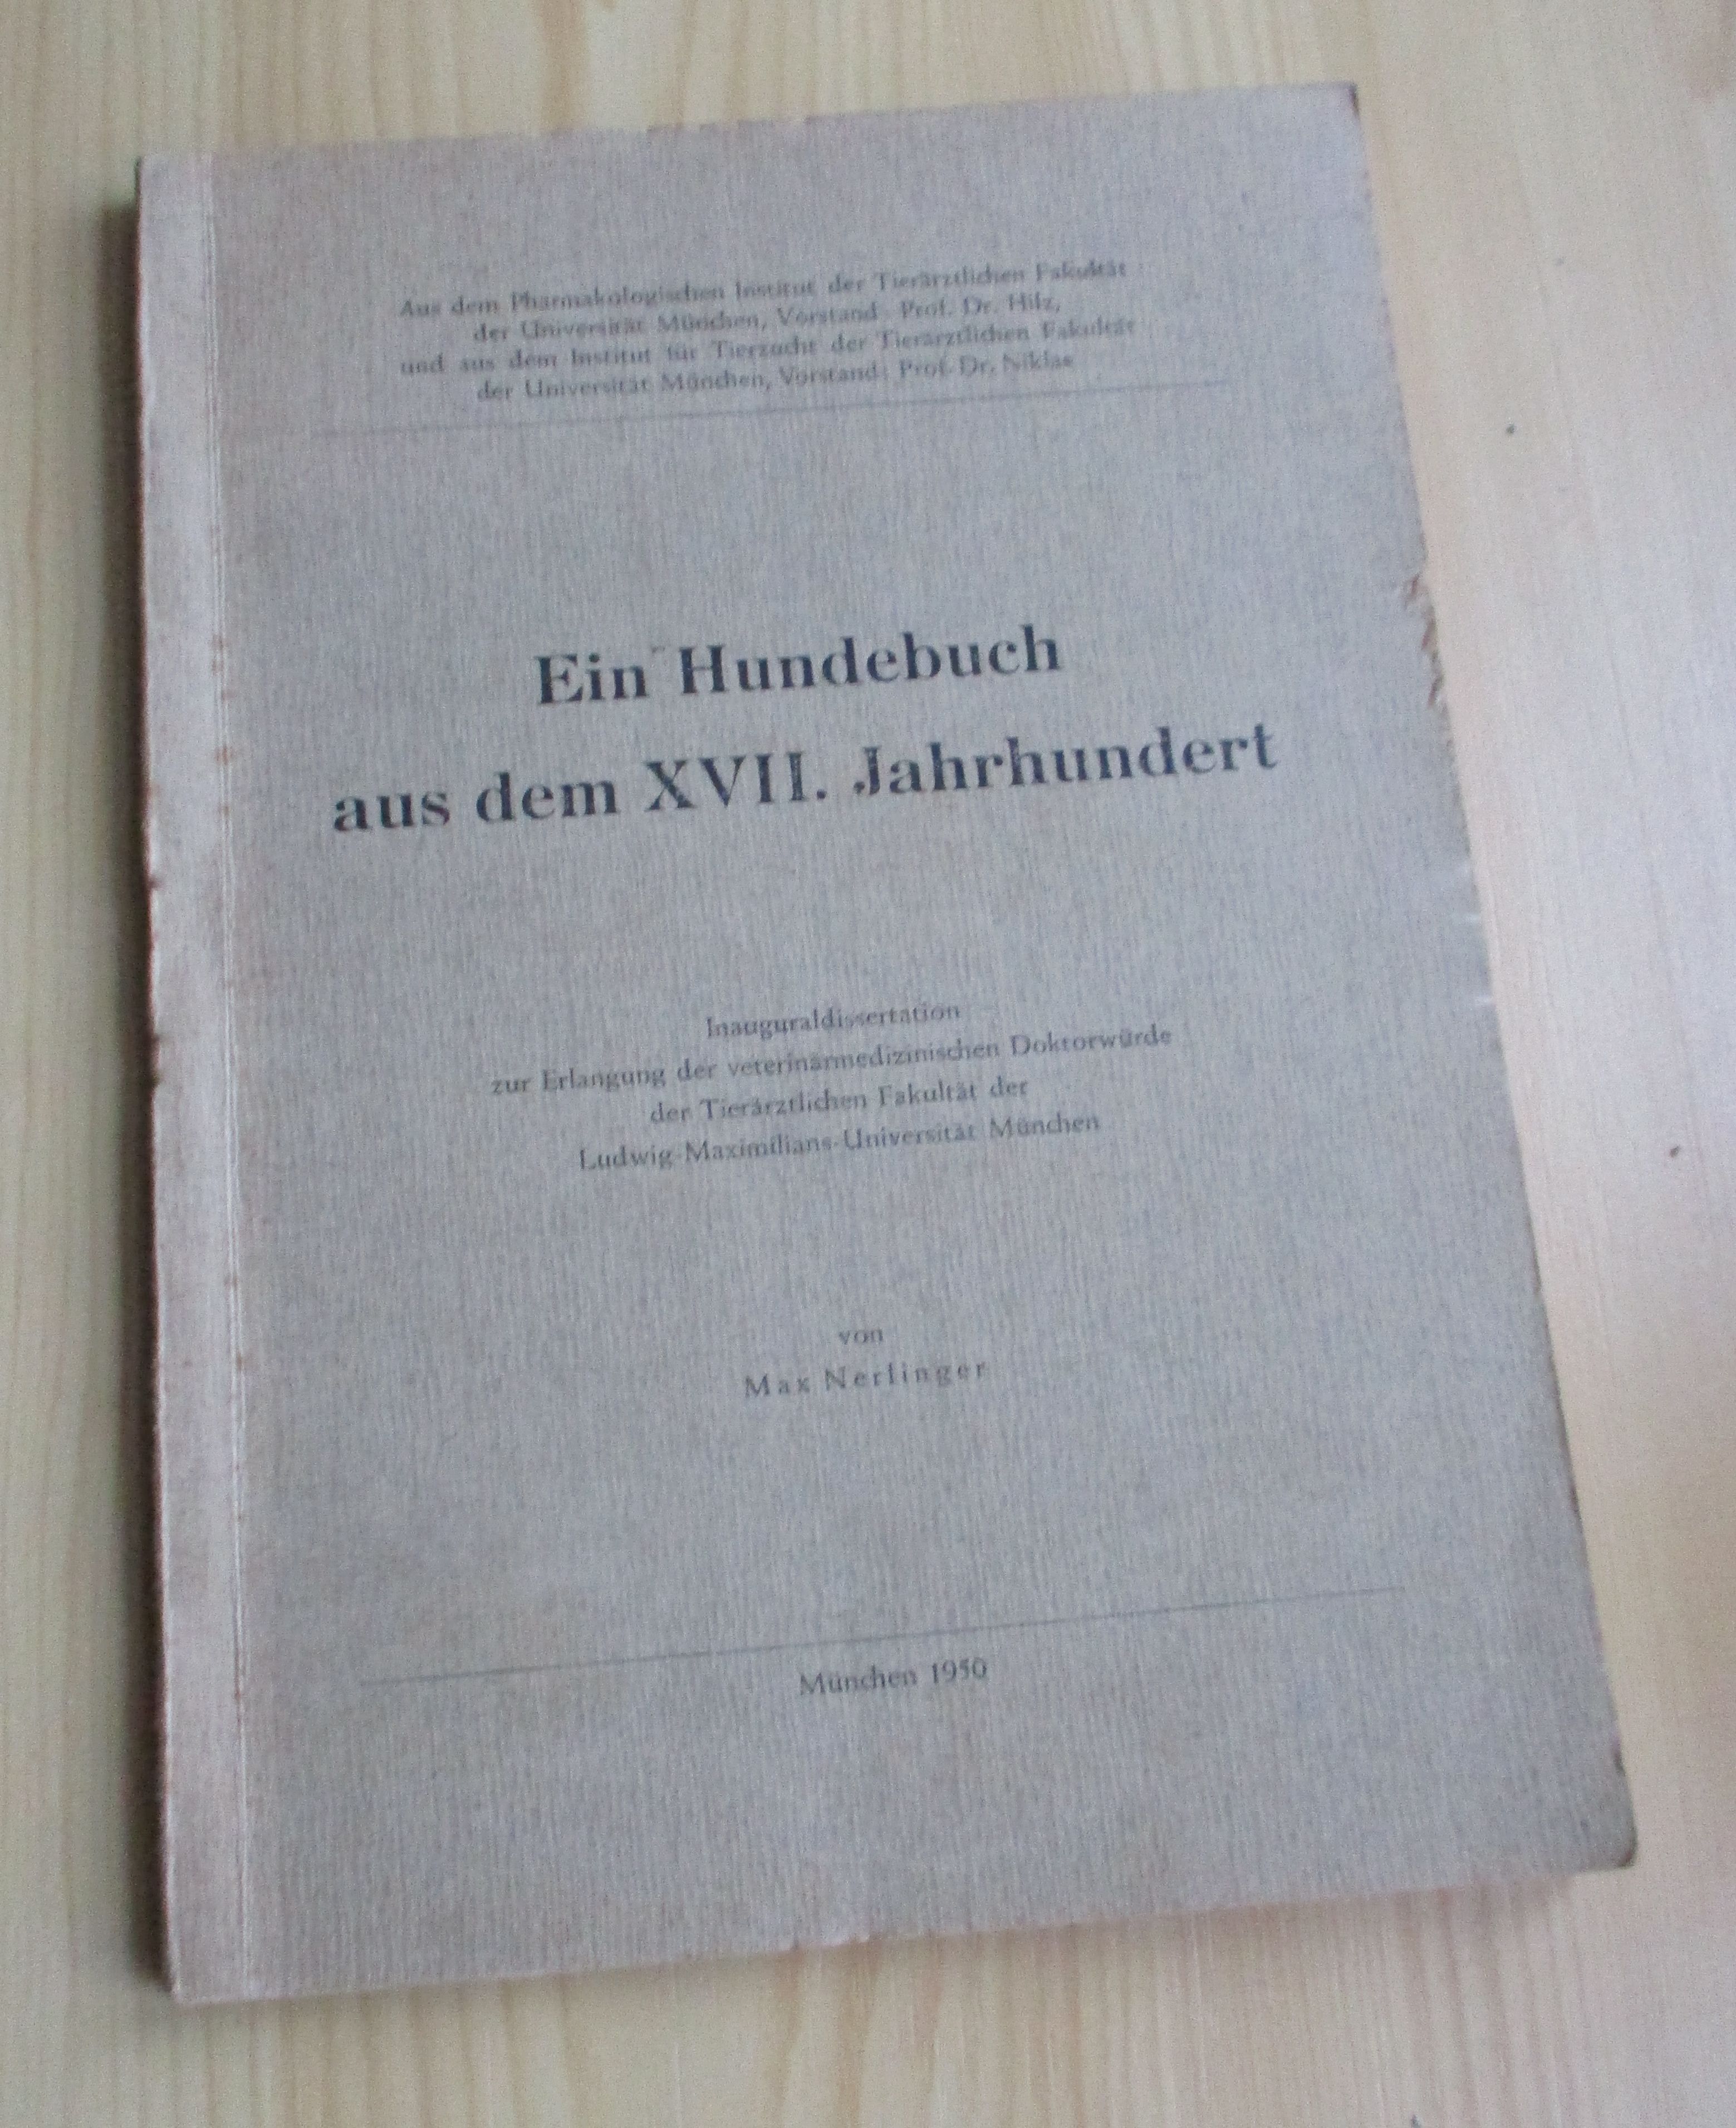 Aus dem Pharmakologischen Institut der Tierärztlichen Fakultät
der Universität München, Vorstand: Prof. Dr. Hilz,
und aus dem Institut für Tierzucht der Tierärztlichen Fakultät
der Universität München, Vorstand: Prof. Dr. Niklas
Ein Hundebuch
aus dem XVII. Jahrhundert
Inauguraldissertation
zur Erlangung der veterinärmedizinischen Doktorwürde
der Tierärztlichen Fakultät der
Ludwig-Maximilians-Universität München
von
Max Nerlinger
München 1950